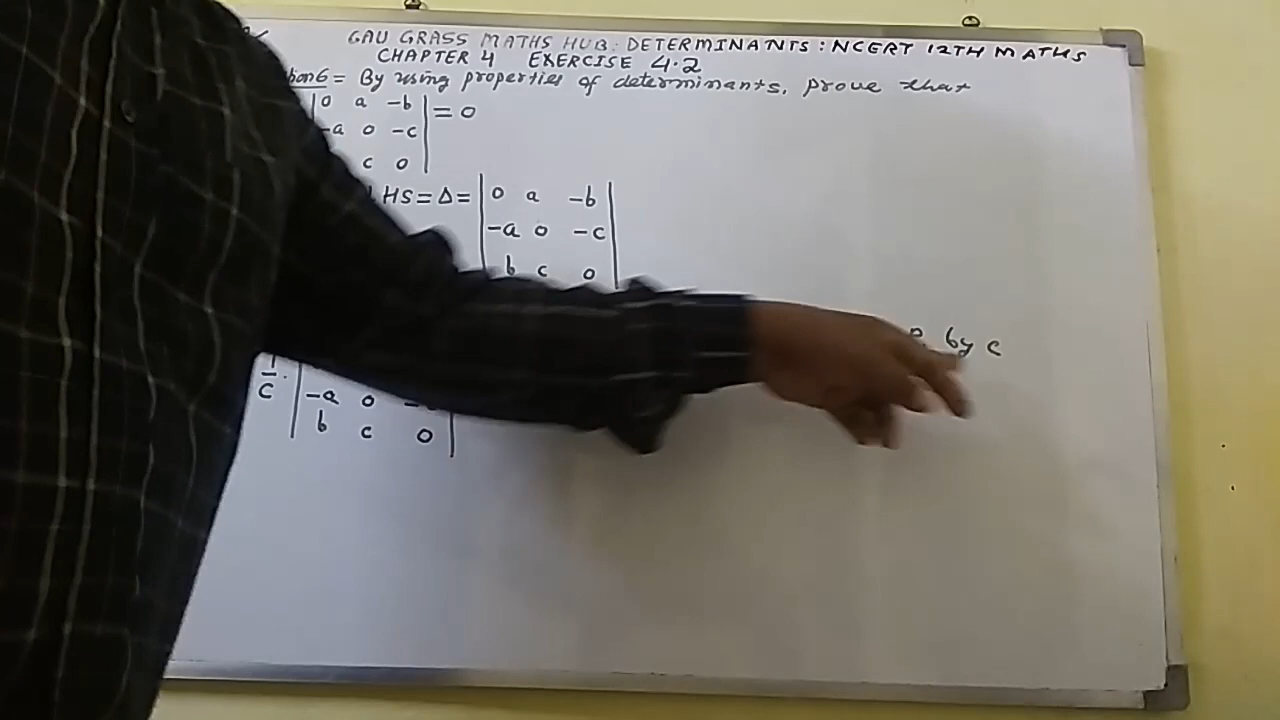 GAU GRASS MATHS HUB: DETERMINANTS: NCERT 12TH MATHS
CHAPTER 4 EXERCISE 4.2
6 = By using properties of determinants, prove that
0 a -b
-a 0 -c = 0
c 0
HS = Δ = 0 a -b
-a 0 -c
b c 0
by c
1/c . -a 0
b c 0